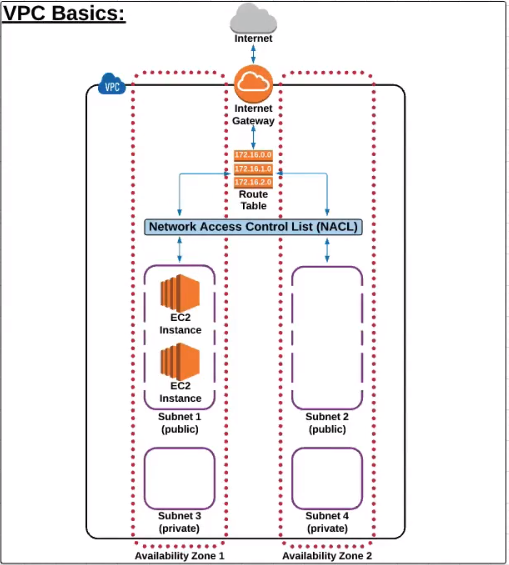 VPC Basics:
Internet
VPC
Internet
Gateway
172.16.0.0
172.16.1.0
172.16.2.0
Route
Table
Network Access Control List (NACL)
EC2
Instance
EC2
Instance
Subnet 1
(public)
Subnet 2
(public)
Subnet 3
(private)
Subnet 4
(private)
Availability Zone 1
Availability Zone 2